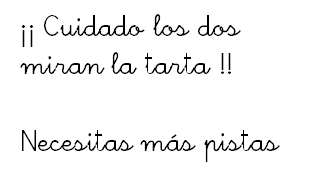 ¡¡ Cuidado los dos
miran la tarta !!
Necesitas más pistas